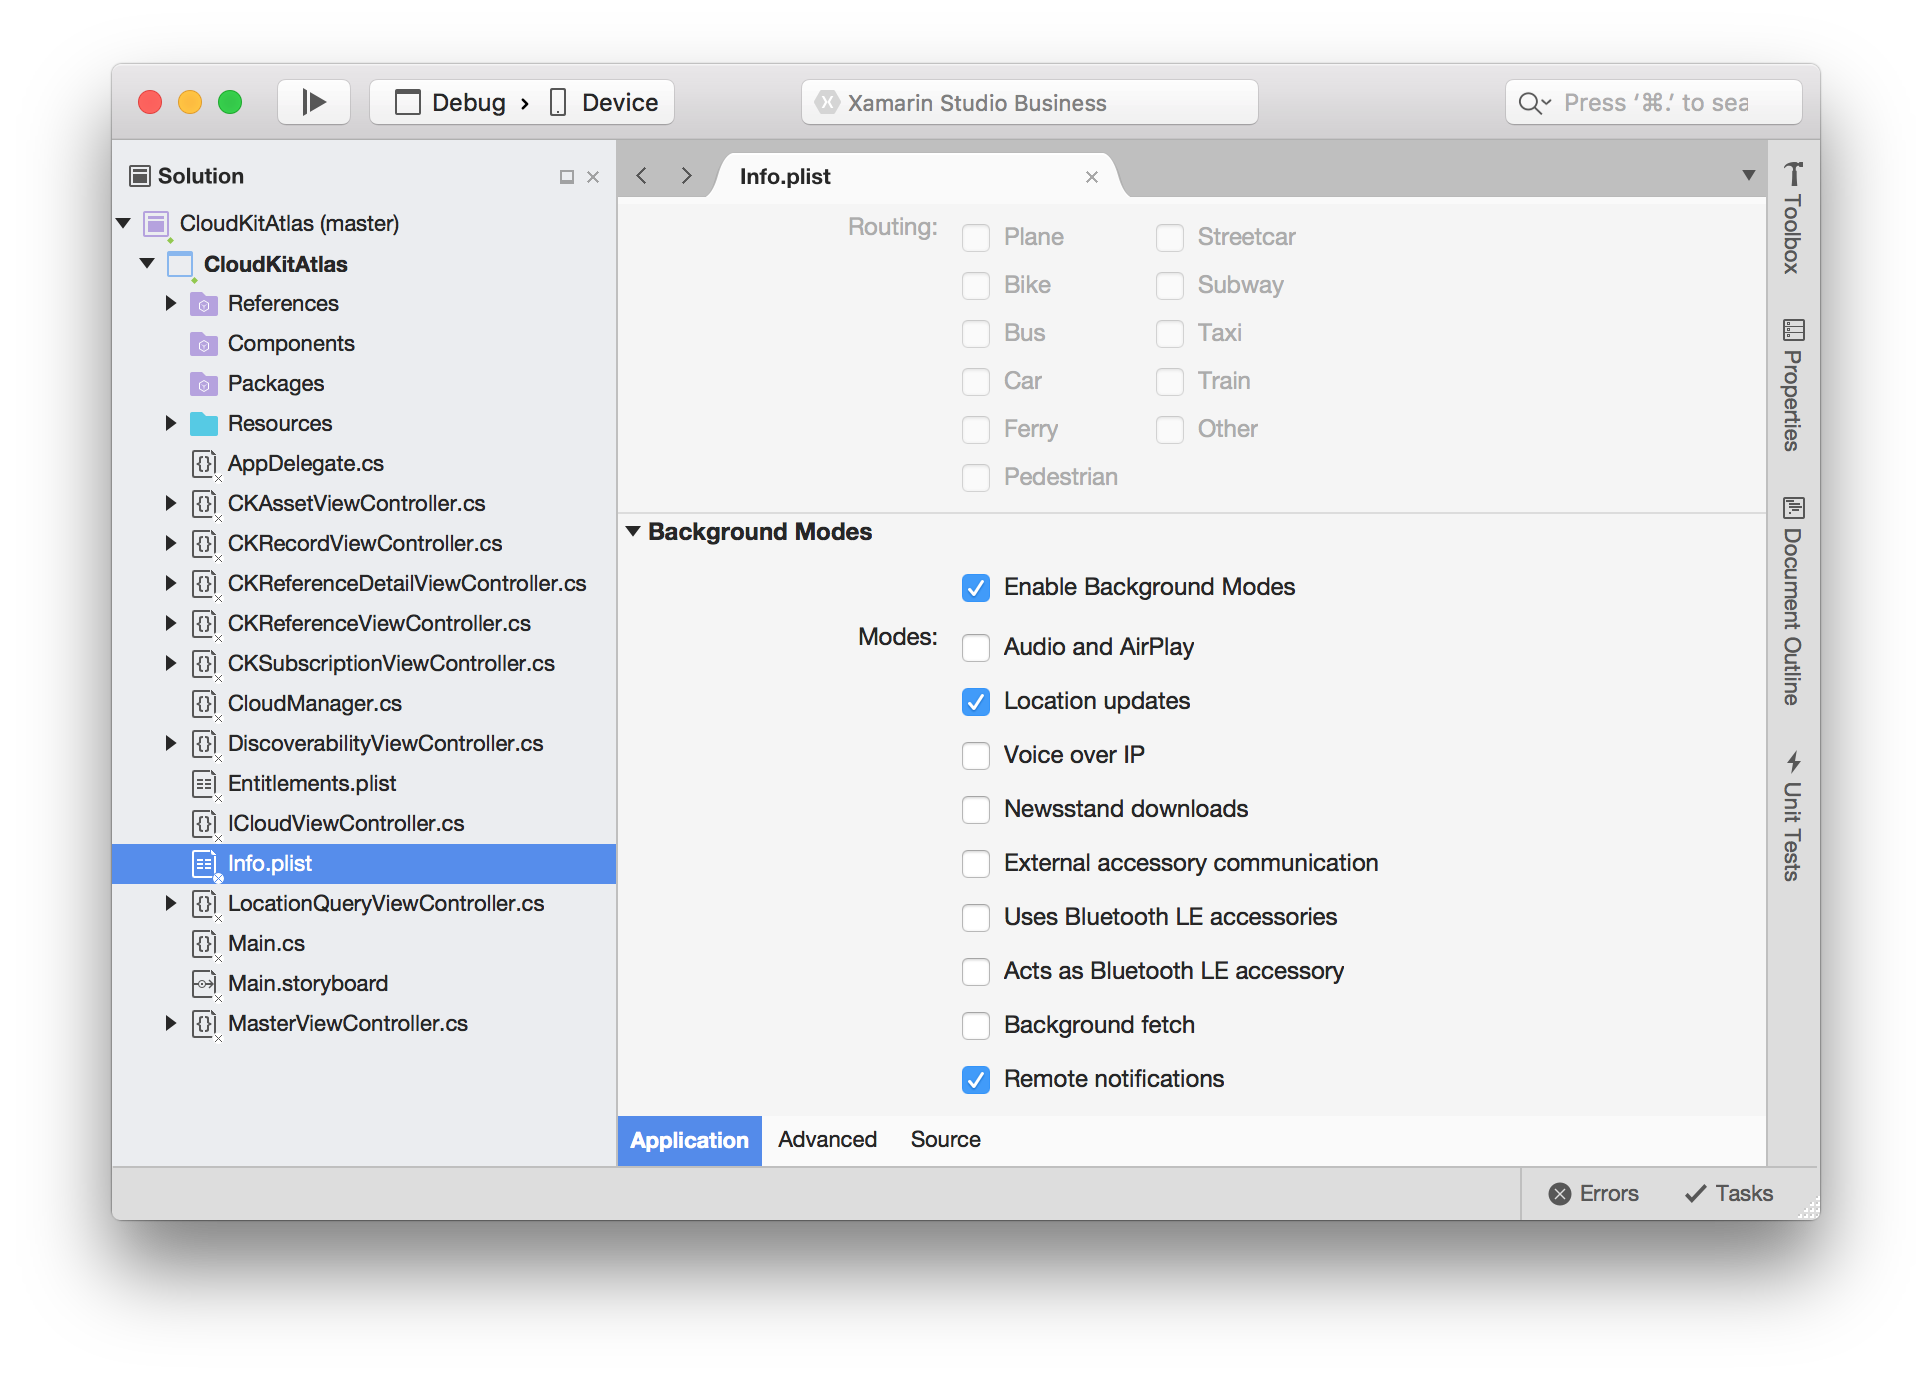 Debug › Device
Xamarin Studio Business
Press ‘⌘.’ to sea
Solution
CloudKitAtlas (master)
CloudKitAtlas
References
Components
Packages
Resources
AppDelegate.cs
CKAssetViewController.cs
CKRecordViewController.cs
CKReferenceDetailViewController.cs
CKReferenceViewController.cs
CKSubscriptionViewController.cs
CloudManager.cs
DiscoverabilityViewController.cs
Entitlements.plist
ICloudViewController.cs
Info.plist
LocationQueryViewController.cs
Main.cs
Main.storyboard
MasterViewController.cs
Info.plist
Routing:
Plane Streetcar
Bike Subway
Bus Taxi
Car Train
Ferry Other
Pedestrian
Background Modes
Enable Background Modes
Modes: Audio and AirPlay
Location updates
Voice over IP
Newsstand downloads
External accessory communication
Uses Bluetooth LE accessories
Acts as Bluetooth LE accessory
Background fetch
Remote notifications
Application Advanced Source
Toolbox
Properties
Document Outline
Unit Tests
Errors Tasks